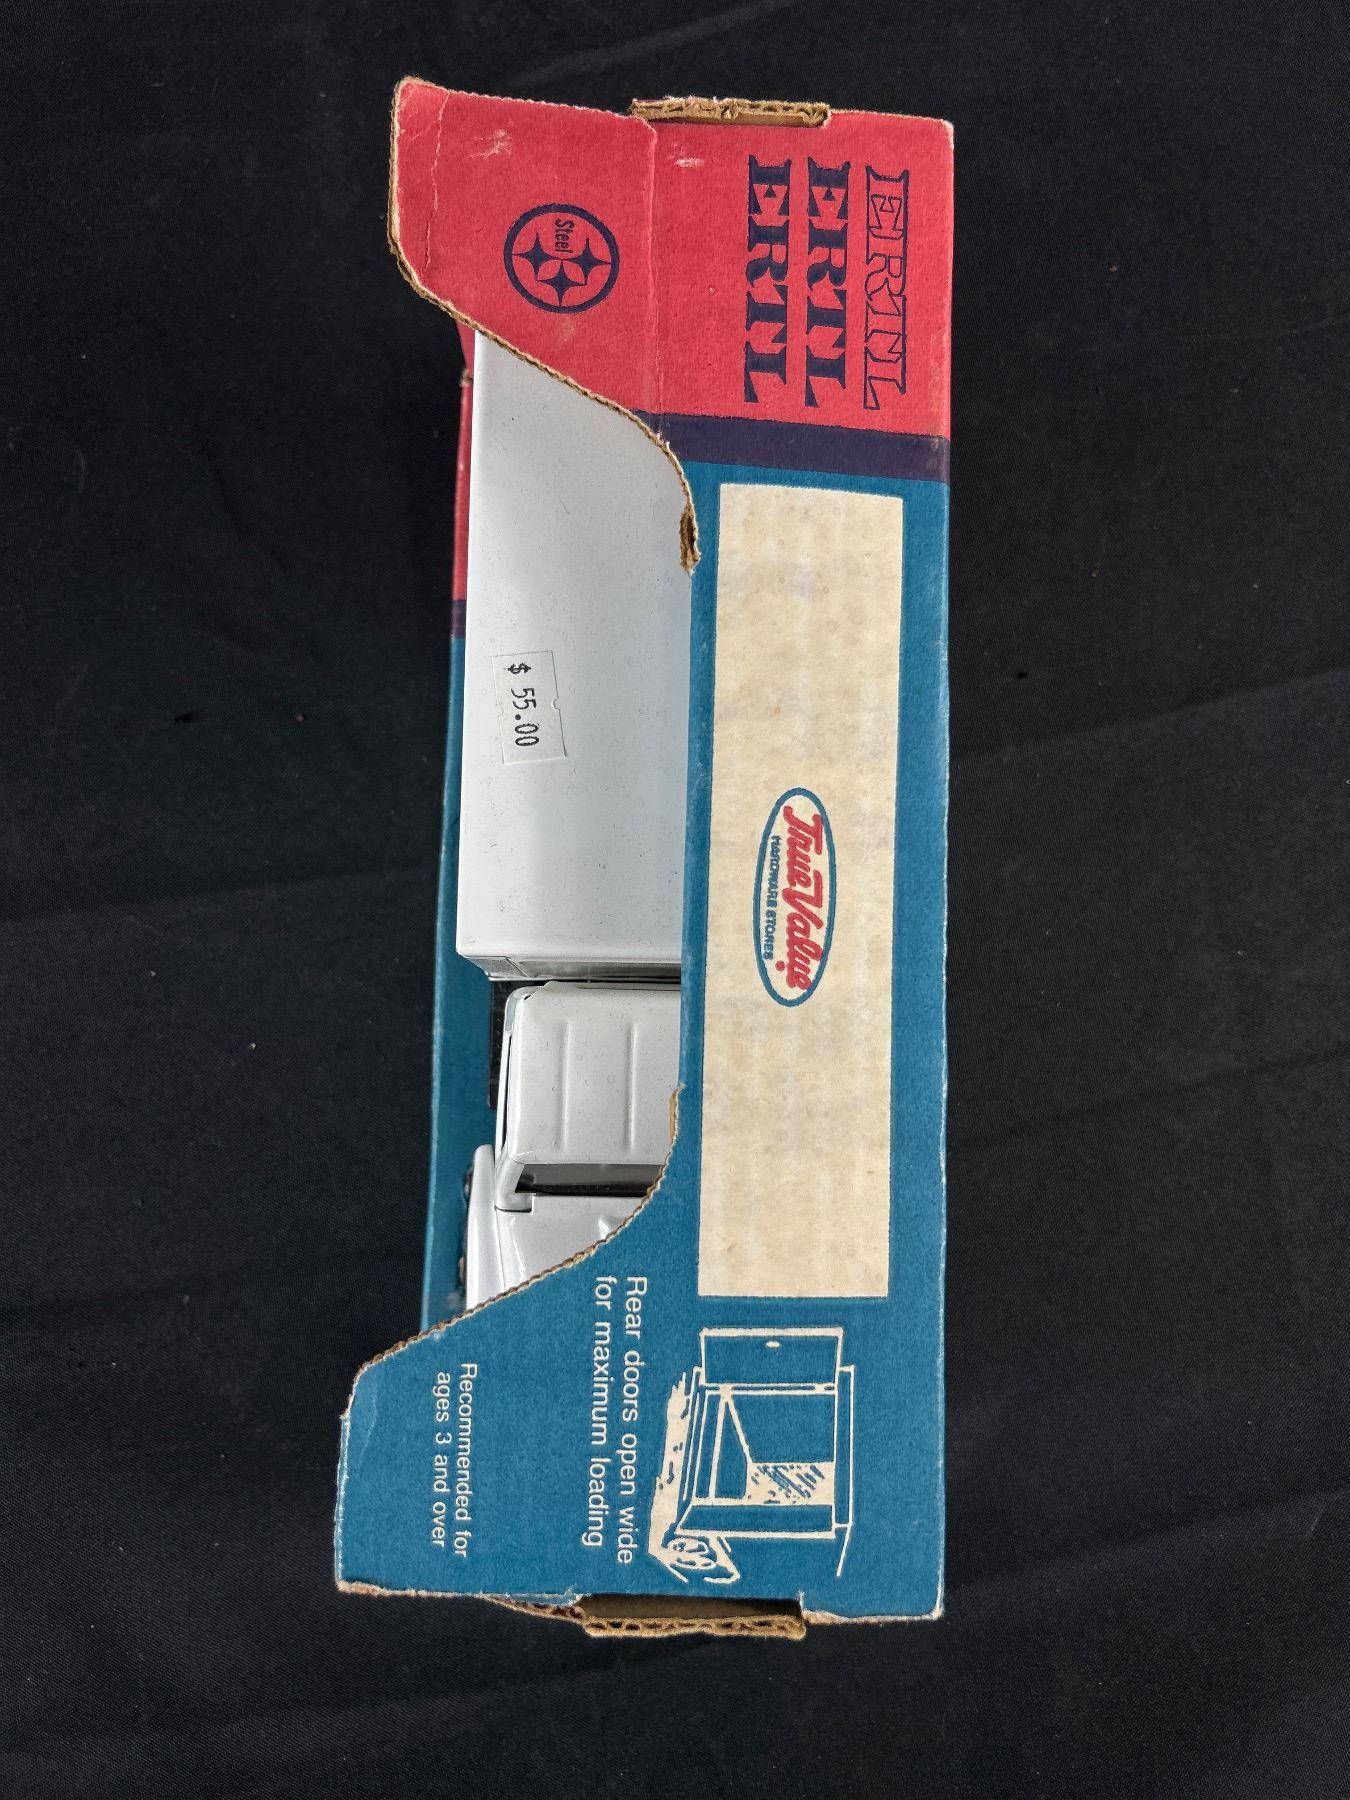 ERTL
ERTL
ERTL
Steel
$ 55.00
True Value
HARDWARE STORES
Rear doors open wide
for maximum loading
Recommended for
ages 3 and over